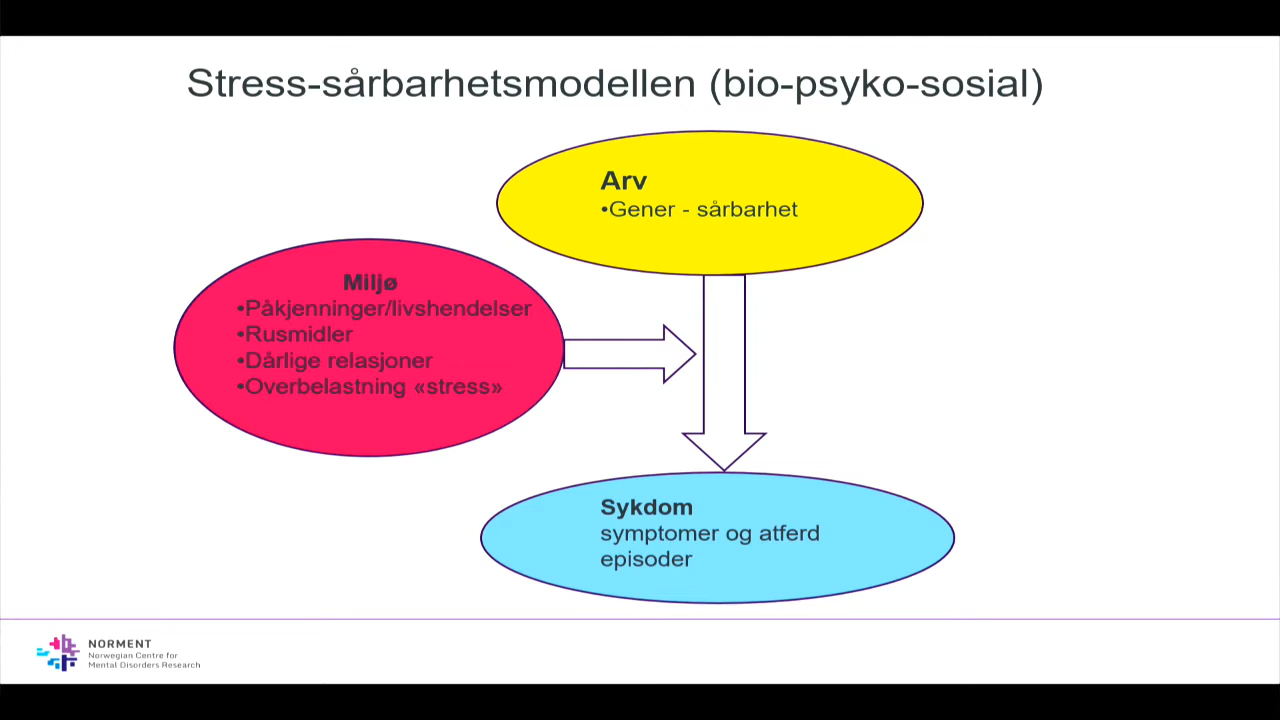 Stress-sårbarhetsmodellen (bio-psyko-sosial)
Arv
•Gener - sårbarhet
Miljø
•Påkjenninger/livshendelser
•Rusmidler
•Dårlige relasjoner
•Overbelastning «stress»
Sykdom
symptomer og atferd
episoder
NORMENT
Norwegian Centre for
Mental Disorders Research